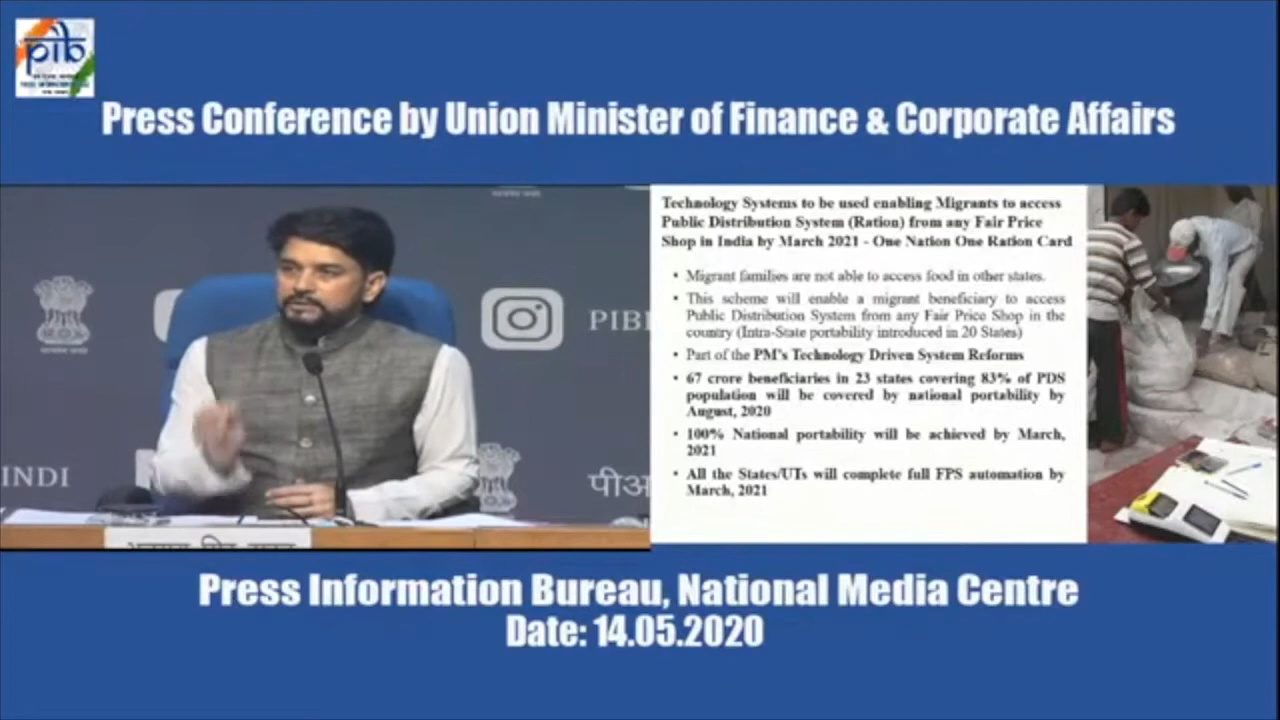 pib
Press Conference by Union Minister of Finance & Corporate Affairs
PIBI
INDI
पीआ
Technology Systems to be used enabling Migrants to access
Public Distribution System (Ration) from any Fair Price
Shop in India by March 2021 - One Nation One Ration Card
• Migrant families are not able to access food in other states.
• This scheme will enable a migrant beneficiary to access
Public Distribution System from any Fair Price Shop in the
country (Intra-State portability introduced in 20 States)
• Part of the PM's Technology Driven System Reforms
• 67 crore beneficiaries in 23 states covering 83% of PDS
population will be covered by national portability by
August, 2020
• 100% National portability will be achieved by March,
2021
• All the States/UTs will complete full FPS automation by
March, 2021
Press Information Bureau, National Media Centre
Date: 14.05.2020